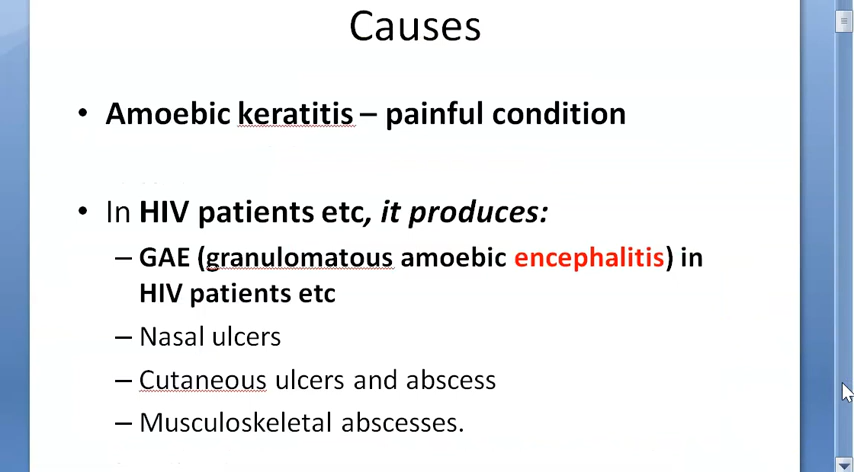 Causes
• Amoebic keratitis – painful condition
• In HIV patients etc, it produces:
– GAE (granulomatous amoebic encephalitis) in
HIV patients etc
– Nasal ulcers
– Cutaneous ulcers and abscess
– Musculoskeletal abscesses.